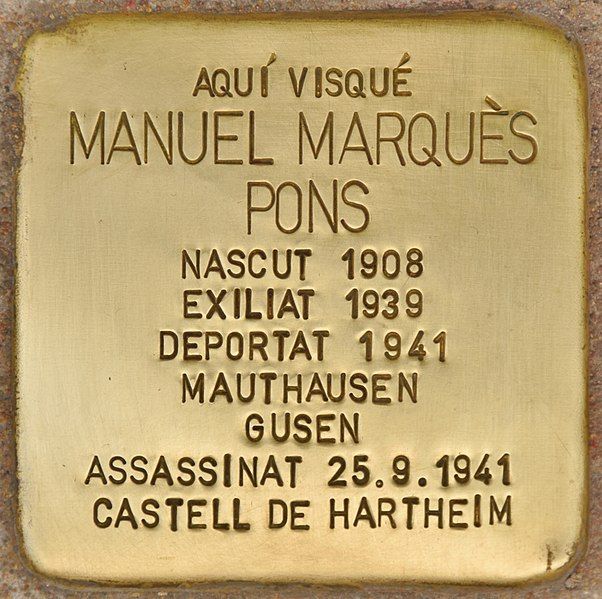 AQUÍ VISQUÉ
MANUEL MARQUÈS
PONS
NASCUT 1908
EXILIAT 1939
DEPORTAT 1941
MAUTHAUSEN
GUSEN
ASSASSINAT 25.9.1941
CASTELL DE HARTHEIM